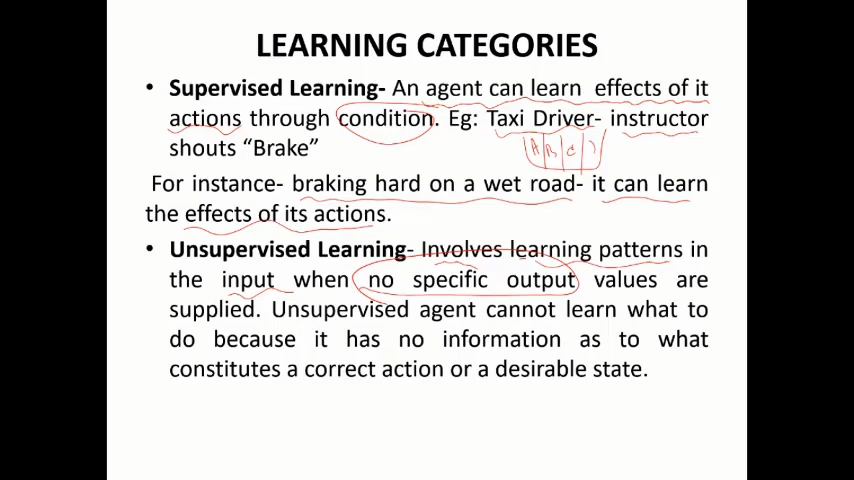 LEARNING CATEGORIES
• Supervised Learning- An agent can learn effects of it
actions through condition. Eg: Taxi Driver- instructor
shouts “Brake”
A B C
For instance- braking hard on a wet road- it can learn
the effects of its actions.
• Unsupervised Learning- Involves learning patterns in
the input when no specific output values are
supplied. Unsupervised agent cannot learn what to
do because it has no information as to what
constitutes a correct action or a desirable state.